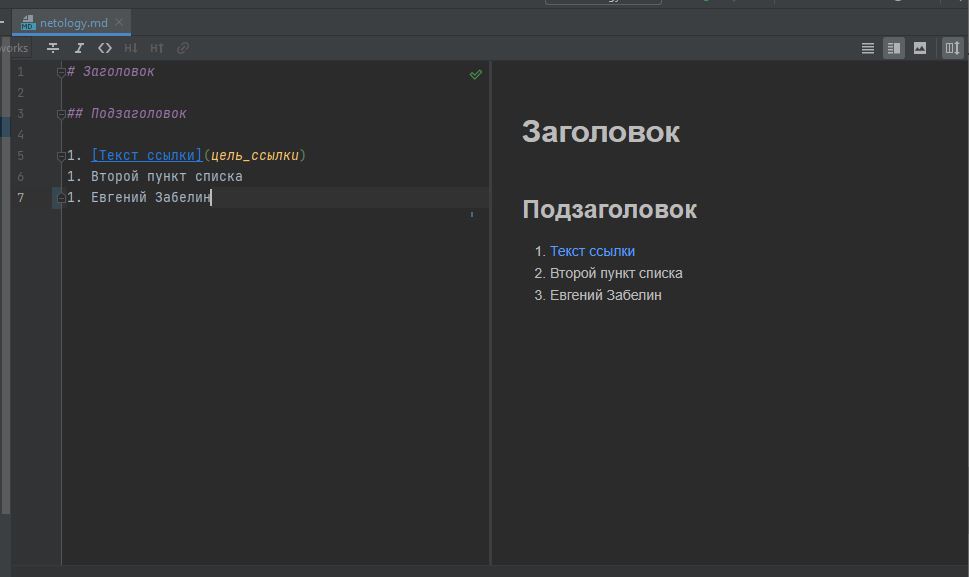 netology.md
1 # Заголовок
2
3 ## Подзаголовок
4
5 1. [Текст ссылки](цель_ссылки)
6 1. Второй пункт списка
7 1. Евгений Забелин
Заголовок
Подзаголовок
1. Текст ссылки
2. Второй пункт списка
3. Евгений Забелин